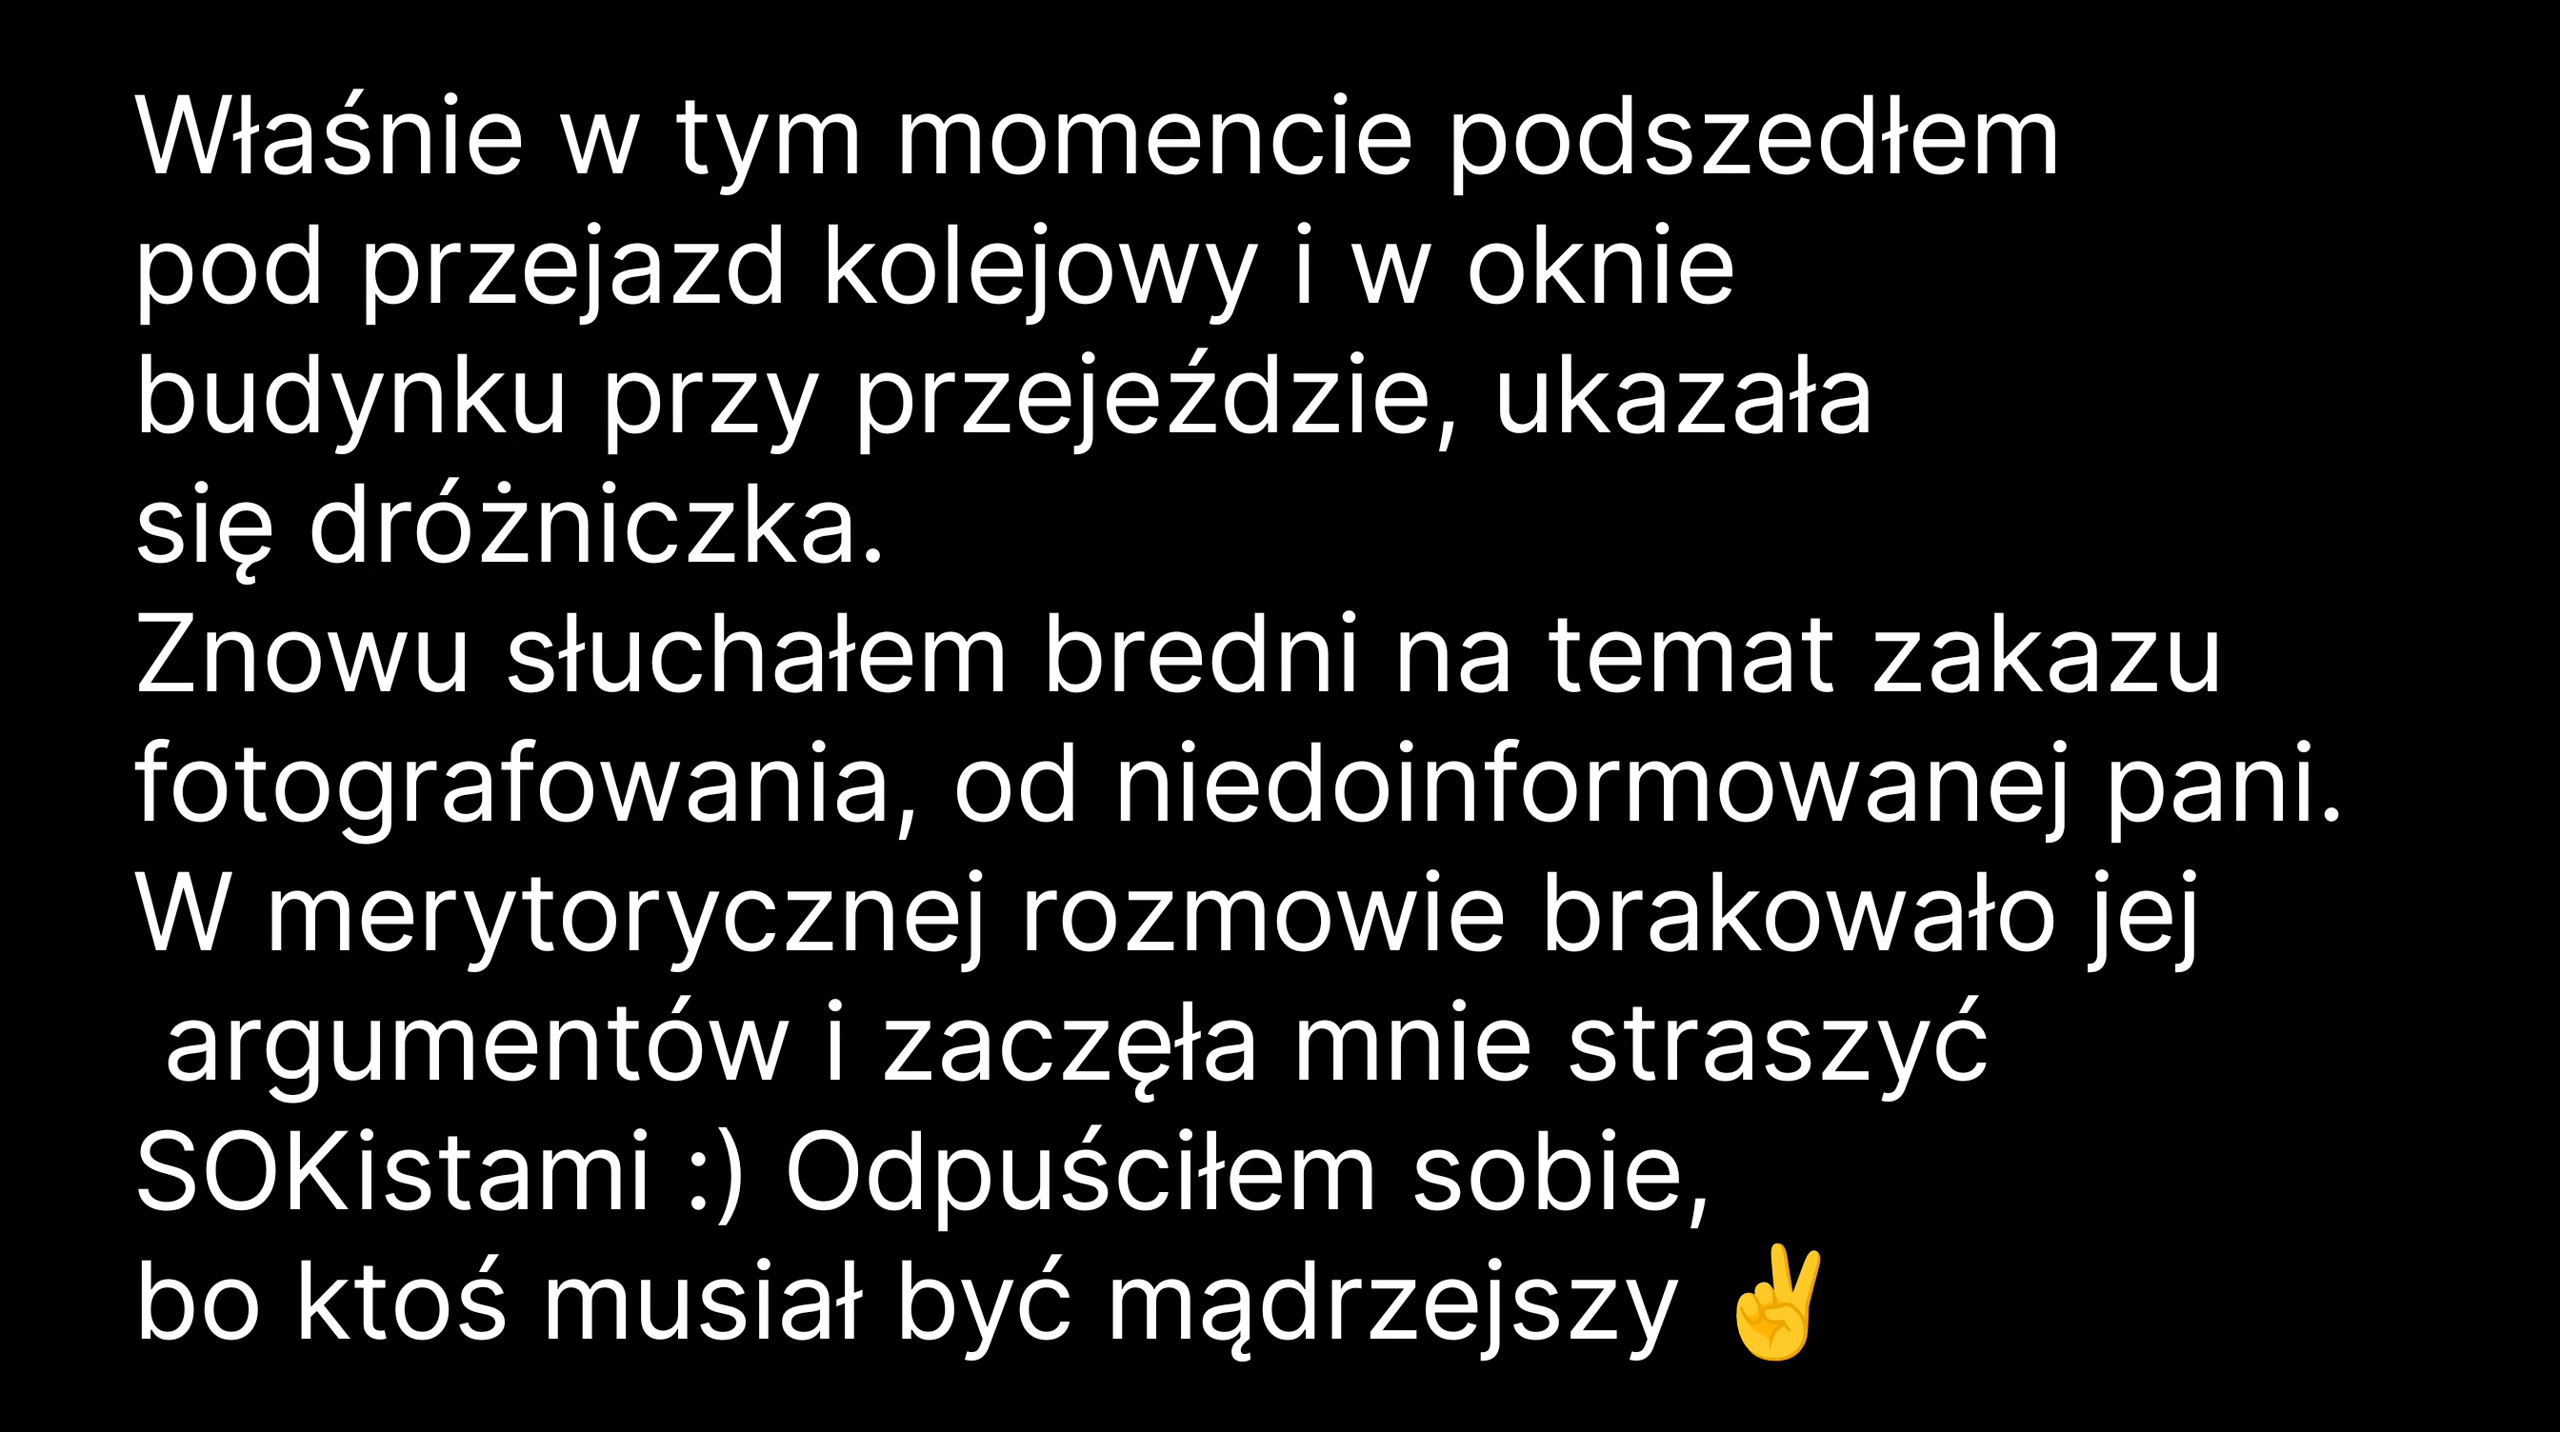 Właśnie w tym momencie podszedłem
pod przejazd kolejowy i w oknie
budynku przy przejeździe, ukazała
się dróżniczka.
Znowu słuchałem bredni na temat zakazu
fotografowania, od niedoinformowanej pani.
W merytorycznej rozmowie brakowało jej
argumentów i zaczęła mnie straszyć
SOKistami :) Odpuściłem sobie,
bo ktoś musiał być mądrzejszy ✌️